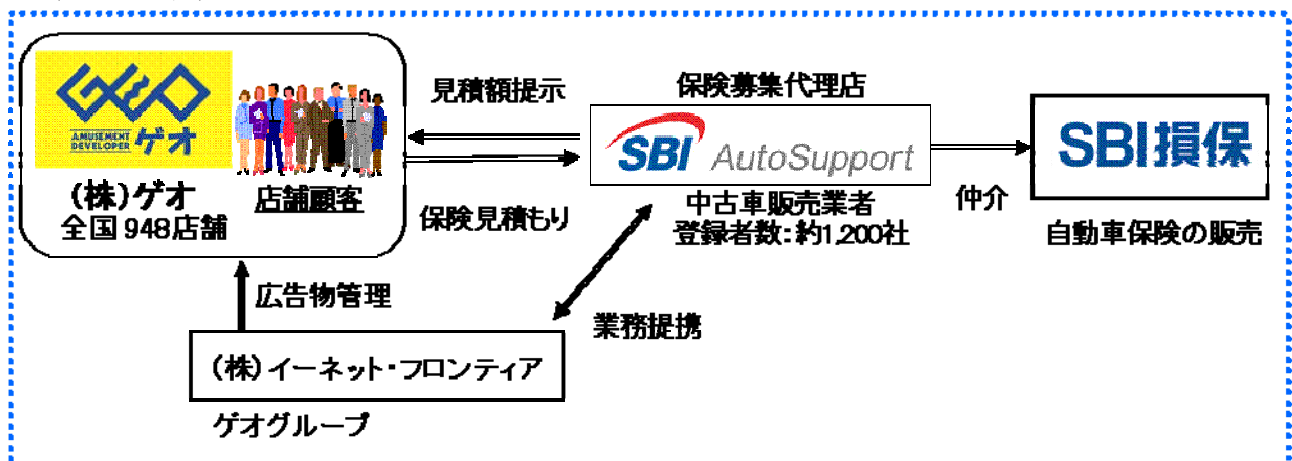 GEO
AMUSEMENT
DEVELOPER ゲオ
(株)ゲオ
全国948店舗
店舗顧客
見積額提示
保険見積もり
保険募集代理店
SBI AutoSupport
中古車販売業者
登録者数:約1,200社
仲介
SBI損保
自動車保険の販売
広告物管理
業務提携
(株)イーネット・フロンティア
ゲオグループ